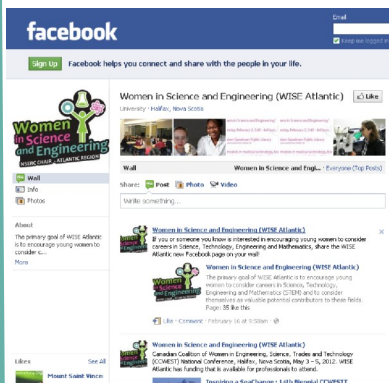 facebook
Email
Keep me logged in
Sign Up Facebook helps you connect and share with the people in your life.
Women in Science and Engineering (WISE Atlantic)
Like
University · Halifax, Nova Scotia
Women
in Science
and Engineering
NSERC CHAIR ATLANTIC REGION
Wall
Info
Photos
Wall
Women in Science and Engi... · Everyone (Top Posts)
Share: Post Photo Video
Write something...
About
The primary goal of WISE Atlantic
is to encourage young women to
consider c...
More
Women in Science and Engineering (WISE Atlantic)
If you or someone you know is interested in encouraging young women to consider
careers in Science, Technology, Engineering and Mathematics, share the WISE
Atlantic new Facebook page on your wall!
Women in Science and Engineering (WISE Atlantic)
The primary goal of WISE Atlantic is to encourage young
women to consider careers in Science, Technology,
Engineering and Mathematics (STEM) and to consider
themselves as valuable potential contributors to these fields.
Page: 35 like this
Like · Comment · February 16 at 9:50am
Women in Science and Engineering (WISE Atlantic)
Canadian Coalition of Women in Engineering, Science, Trades and Technology
(CCWEST) National Conference, Halifax, Nova Scotia, May 3 -5, 2012. WISE
Atlantic has funding that is available for professionals to attend.
Likes
See All
Mount Saint Vincent
Inspiring a SeaChange: 14th Biennial CCWEST